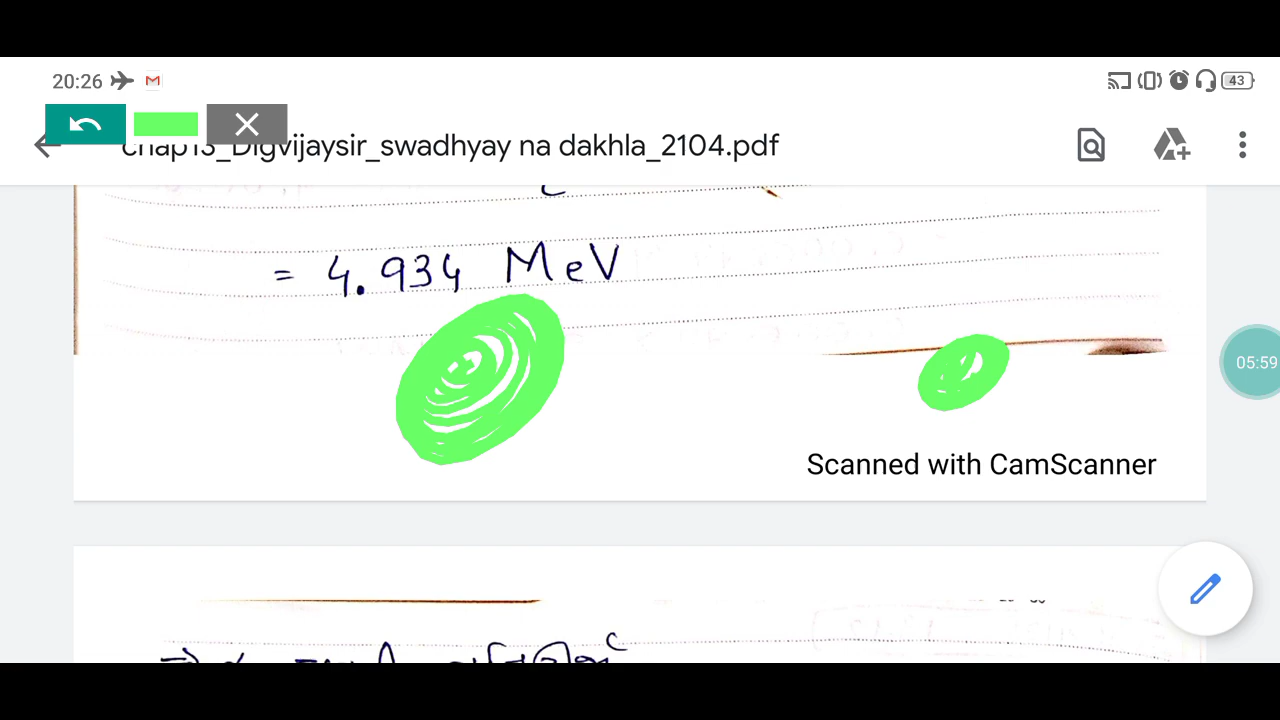 20:26
43
chap13_Digvijaysir_swadhyay na dakhla_2104.pdf
= 4.934 MeV
05:59
Scanned with CamScanner